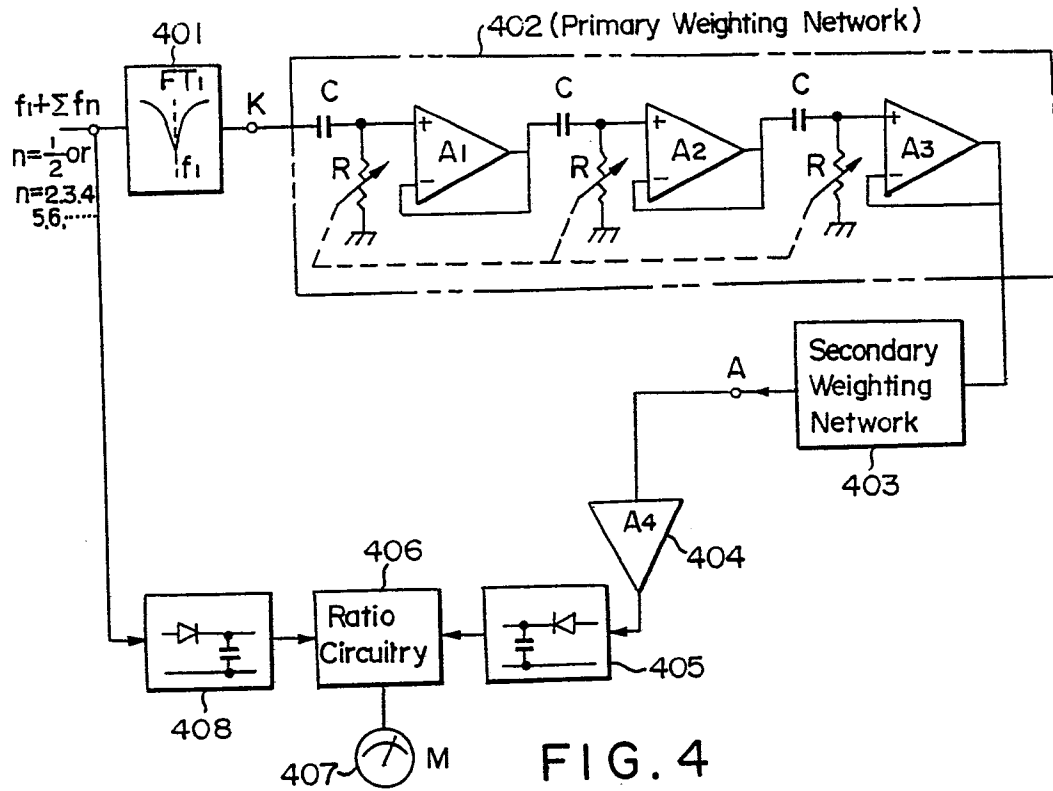 401
402 (Primary Weighting Network)
FT1
f1
f1+Σfn
n=1/2 or
n=2.3.4
5.6.......
K
C
C
C
R
R
R
+
-
A1
+
-
A2
+
-
A3
Secondary
Weighting
Network
403
A
A4
404
406
Ratio
Circuitry
405
408
407
M
FIG. 4